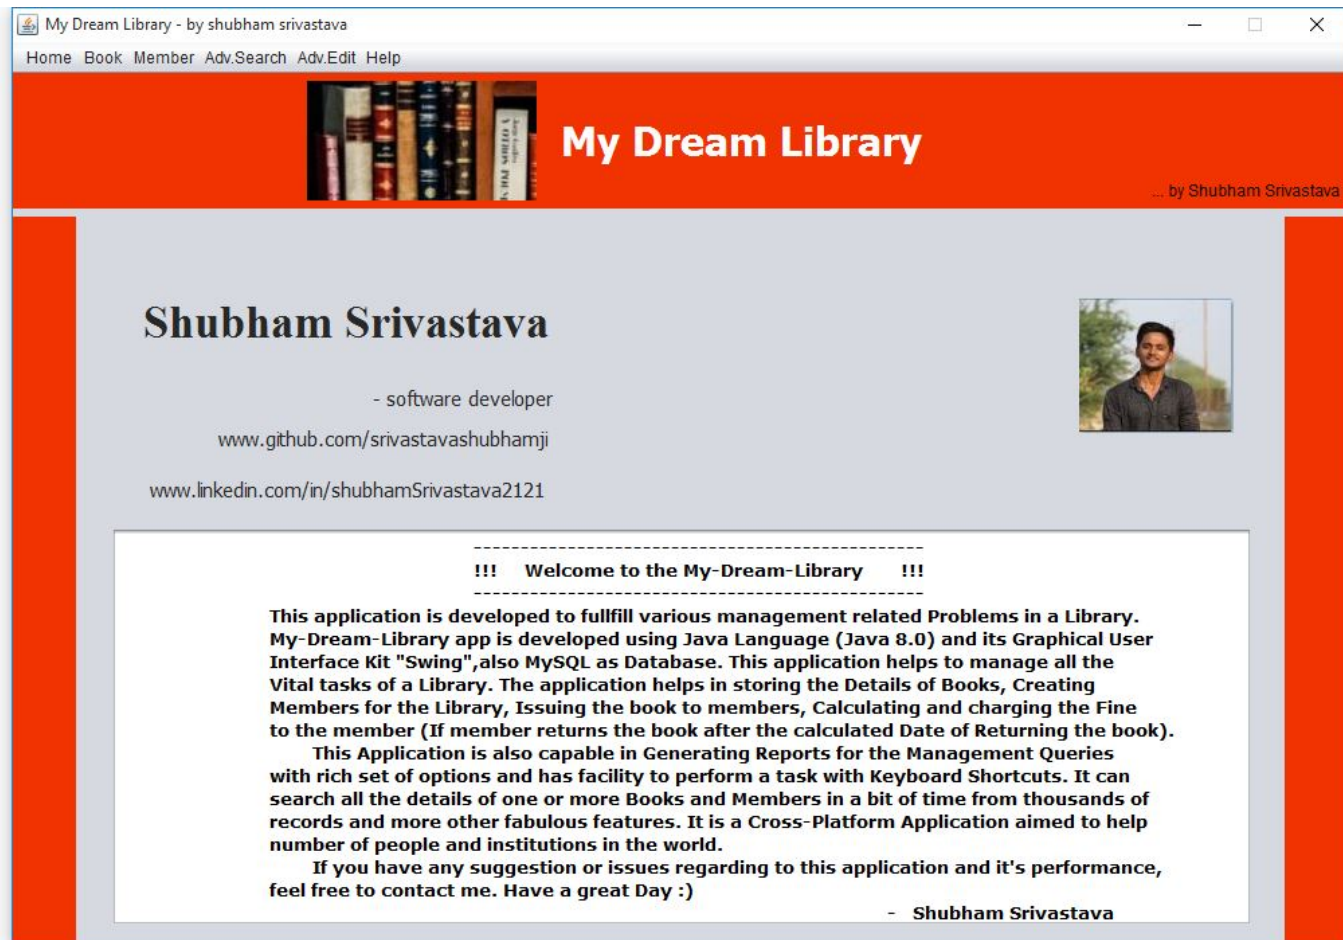 My Dream Library - by shubham srivastava
Home Book Member Adv.Search Adv.Edit Help
My Dream Library
... by Shubham Srivastava
Shubham Srivastava
- software developer
www.github.com/srivastavashubhamji
www.linkedin.com/in/shubhamSrivastava2121
------------------------------------------------
!!! Welcome to the My-Dream-Library !!!
------------------------------------------------
This application is developed to fullfill various management related Problems in a Library.
My-Dream-Library app is developed using Java Language (Java 8.0) and its Graphical User
Interface Kit "Swing",also MySQL as Database. This application helps to manage all the
Vital tasks of a Library. The application helps in storing the Details of Books, Creating
Members for the Library, Issuing the book to members, Calculating and charging the Fine
to the member (If member returns the book after the calculated Date of Returning the book).
This Application is also capable in Generating Reports for the Management Queries
with rich set of options and has facility to perform a task with Keyboard Shortcuts. It can
search all the details of one or more Books and Members in a bit of time from thousands of
records and more other fabulous features. It is a Cross-Platform Application aimed to help
number of people and institutions in the world.
If you have any suggestion or issues regarding to this application and it's performance,
feel free to contact me. Have a great Day :)
- Shubham Srivastava